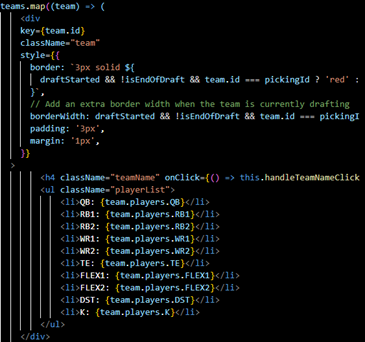 teams.map((team) => (
<div
key={team.id}
className="team"
style={{
border: `3px solid ${
draftStarted && !isEndOfDraft && team.id === pickingId ? 'red' :
}`,
// Add an extra border width when the team is currently drafting
borderWidth: draftStarted && !isEndOfDraft && team.id === pickingI
padding: '3px',
margin: '1px',
}}
>
<h4 className="teamName" onClick={() => this.handleTeamNameClick
<ul className="playerList">
<li>QB: {team.players.QB}</li>
<li>RB1: {team.players.RB1}</li>
<li>RB2: {team.players.RB2}</li>
<li>WR1: {team.players.WR1}</li>
<li>WR2: {team.players.WR2}</li>
<li>TE: {team.players.TE}</li>
<li>FLEX1: {team.players.FLEX1}</li>
<li>FLEX2: {team.players.FLEX2}</li>
<li>DST: {team.players.DST}</li>
<li>K: {team.players.K}</li>
</ul>
</div>